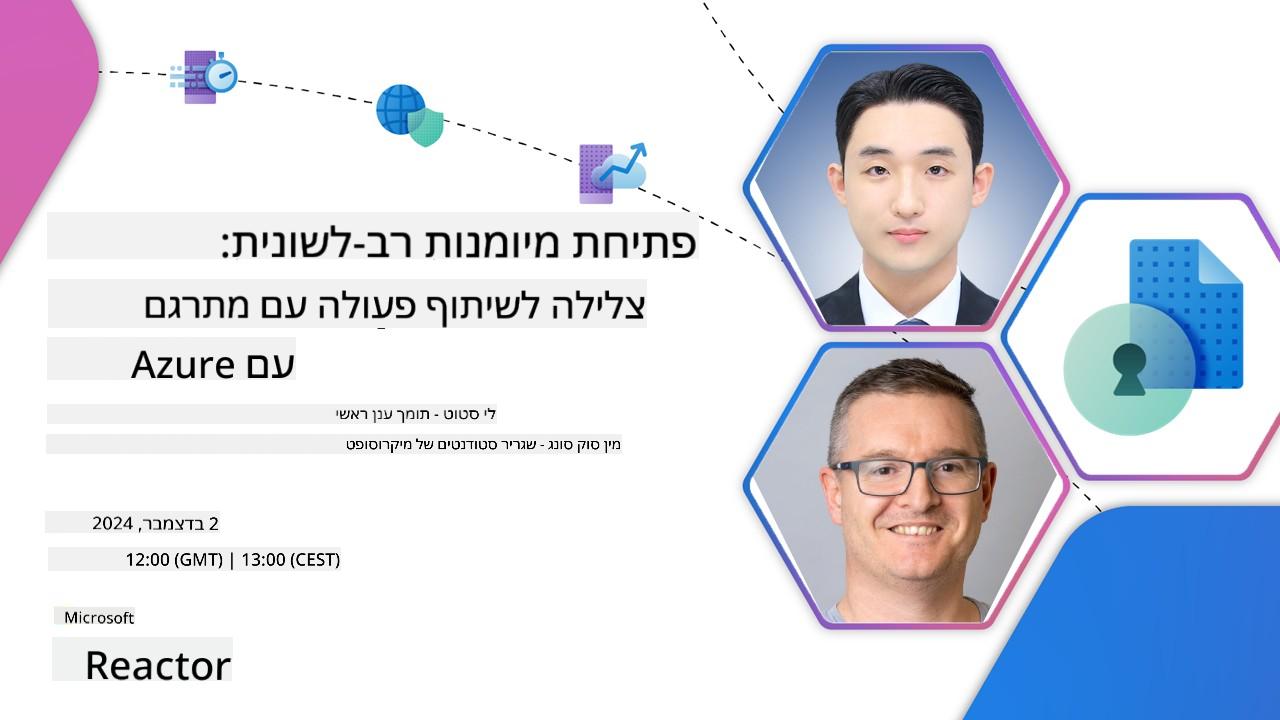 פתיחת מיומנות רב-לשונית:
צלילה לשיתוף פעולה עם מתרגם
עם Azure
לי סטוט - תומך ענן ראשי
מין סוק סונג - שגריר סטודנטים של מיקרוסופט
2 בדצמבר, 2024
12:00 (GMT) | 13:00 (CEST)
Microsoft
Reactor